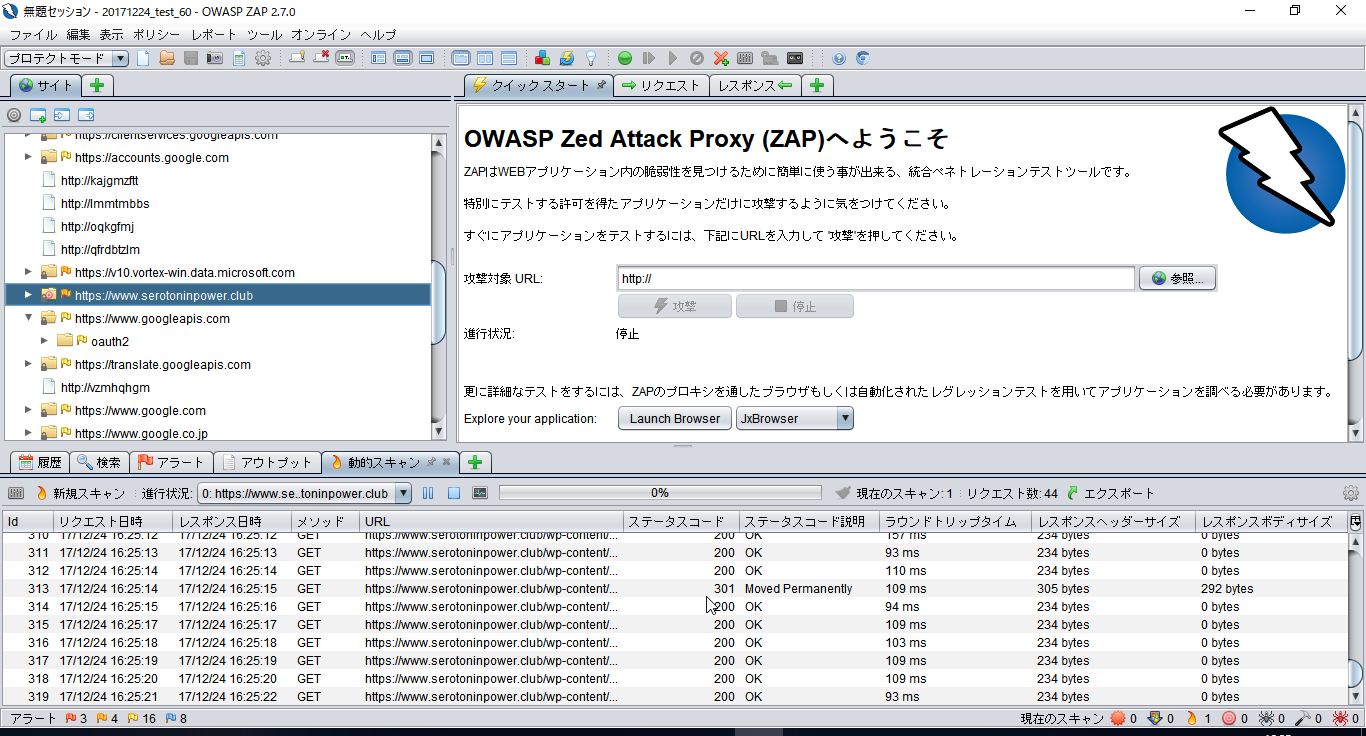 無題セッション - 20171224_test_60 - OWASP ZAP 2.7.0
ファイル 編集 表示 ポリシー レポート ツール オンライン ヘルプ
プロテクトモード
サイト
クイックスタート リクエスト レスポンス
https://clientservices.googleapis.com
https://accounts.google.com
http://kajgmzftt
http://lmmtmbbs
http://oqkgfmj
http://qfrdbtzlm
https://v10.vortex-win.data.microsoft.com
https://www.serotoninpower.club
https://www.googleapis.com
oauth2
https://translate.googleapis.com
http://vzmhqhgm
https://www.google.com
https://www.google.co.jp
OWASP Zed Attack Proxy (ZAP)へようこそ
ZAPはWEBアプリケーション内の脆弱性を見つけるために簡単に使う事が出来る、統合ペネトレーションテストツールです。
特別にテストする許可を得たアプリケーションだけに攻撃するように気をつけてください。
すぐにアプリケーションをテストするには、下記にURLを入力して '攻撃'を押してください。
攻撃対象 URL: http:// 参照...
攻撃 停止
進行状況: 停止
更に詳細なテストをするには、ZAPのプロキシを通したブラウザもしくは自動化されたレグレッションテストを用いてアプリケーションを調べる必要があります。
Explore your application: Launch Browser JxBrowser
履歴 検索 アラート アウトプット 動的スキャン
新規スキャン 進行状況: 0: https://www.se..toninpower.club 0% 現在のスキャン: 1 リクエスト数: 44 エクスポート
Id リクエスト日時 レスポンス日時 メソッド URL ステータスコード ステータスコード説明 ラウンドトリップタイム レスポンスヘッダーサイズ レスポンスボディサイズ
310 17/12/24 16:25:12 17/12/24 16:25:12 GET https://www.serotoninpower.club/wp-content/... 200 OK 157 ms 234 bytes 0 bytes
311 17/12/24 16:25:13 17/12/24 16:25:13 GET https://www.serotoninpower.club/wp-content/... 200 OK 93 ms 234 bytes 0 bytes
312 17/12/24 16:25:14 17/12/24 16:25:14 GET https://www.serotoninpower.club/wp-content/... 200 OK 110 ms 234 bytes 0 bytes
313 17/12/24 16:25:14 17/12/24 16:25:15 GET https://www.serotoninpower.club/wp-content/... 301 Moved Permanently 109 ms 305 bytes 292 bytes
314 17/12/24 16:25:15 17/12/24 16:25:16 GET https://www.serotoninpower.club/wp-content/... 200 OK 94 ms 234 bytes 0 bytes
315 17/12/24 16:25:17 17/12/24 16:25:17 GET https://www.serotoninpower.club/wp-content/... 200 OK 109 ms 234 bytes 0 bytes
316 17/12/24 16:25:18 17/12/24 16:25:18 GET https://www.serotoninpower.club/wp-content/... 200 OK 103 ms 234 bytes 0 bytes
317 17/12/24 16:25:19 17/12/24 16:25:19 GET https://www.serotoninpower.club/wp-content/... 200 OK 109 ms 234 bytes 0 bytes
318 17/12/24 16:25:20 17/12/24 16:25:20 GET https://www.serotoninpower.club/wp-content/... 200 OK 109 ms 234 bytes 0 bytes
319 17/12/24 16:25:21 17/12/24 16:25:22 GET https://www.serotoninpower.club/wp-content/... 200 OK 93 ms 234 bytes 0 bytes
アラート 3 4 16 8 現在のスキャン 0 0 1 0 0 0 0